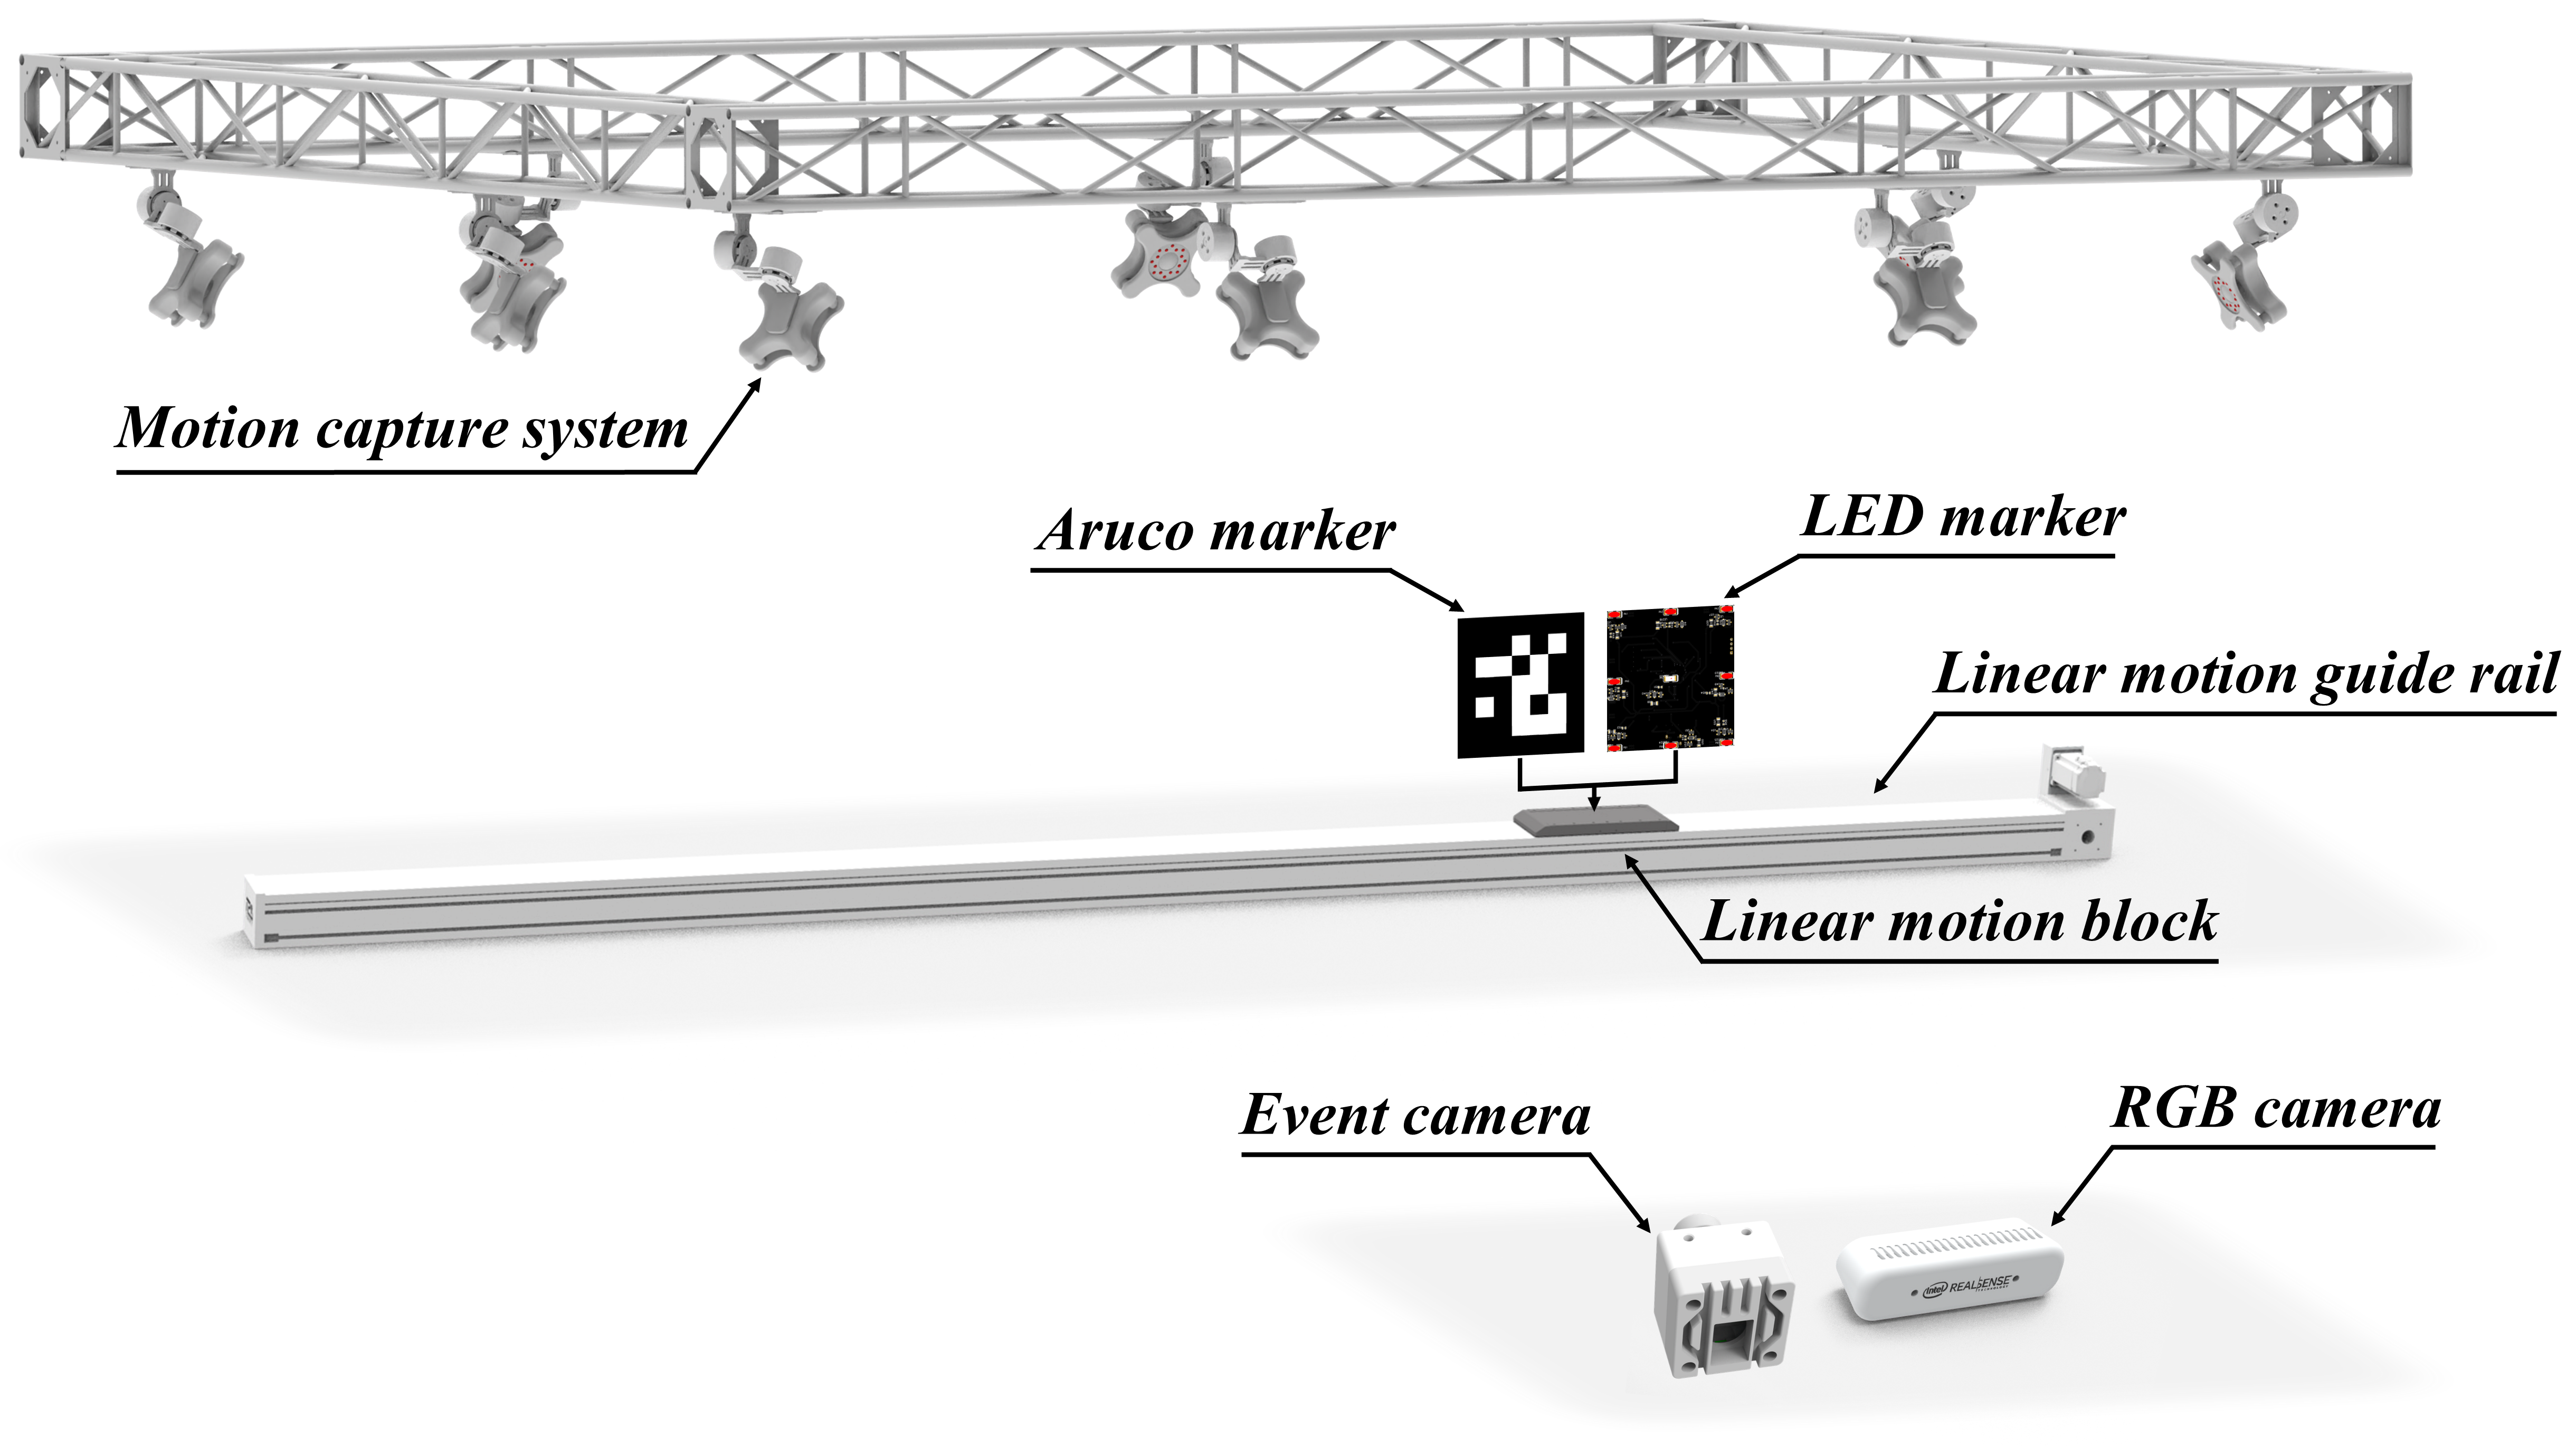 Motion capture system
Aruco marker
LED marker
Linear motion guide rail
Linear motion block
Event camera
RGB camera
intel REALSENSE
TECHNOLOGY